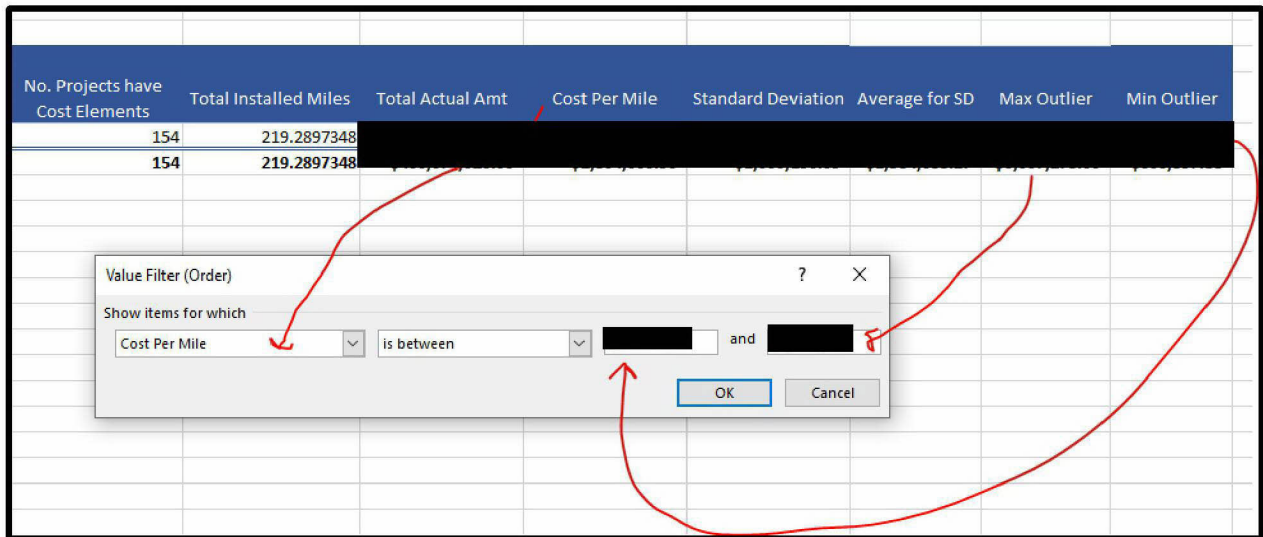 No. Projects have
Cost Elements
Total Installed Miles
Total Actual Amt
Cost Per Mile
Standard Deviation
Average for SD
Max Outlier
Min Outlier
154
219.2897348
154
219.2897348
Value Filter (Order)
?
Show items for which
Cost Per Mile
is between
and
OK
Cancel